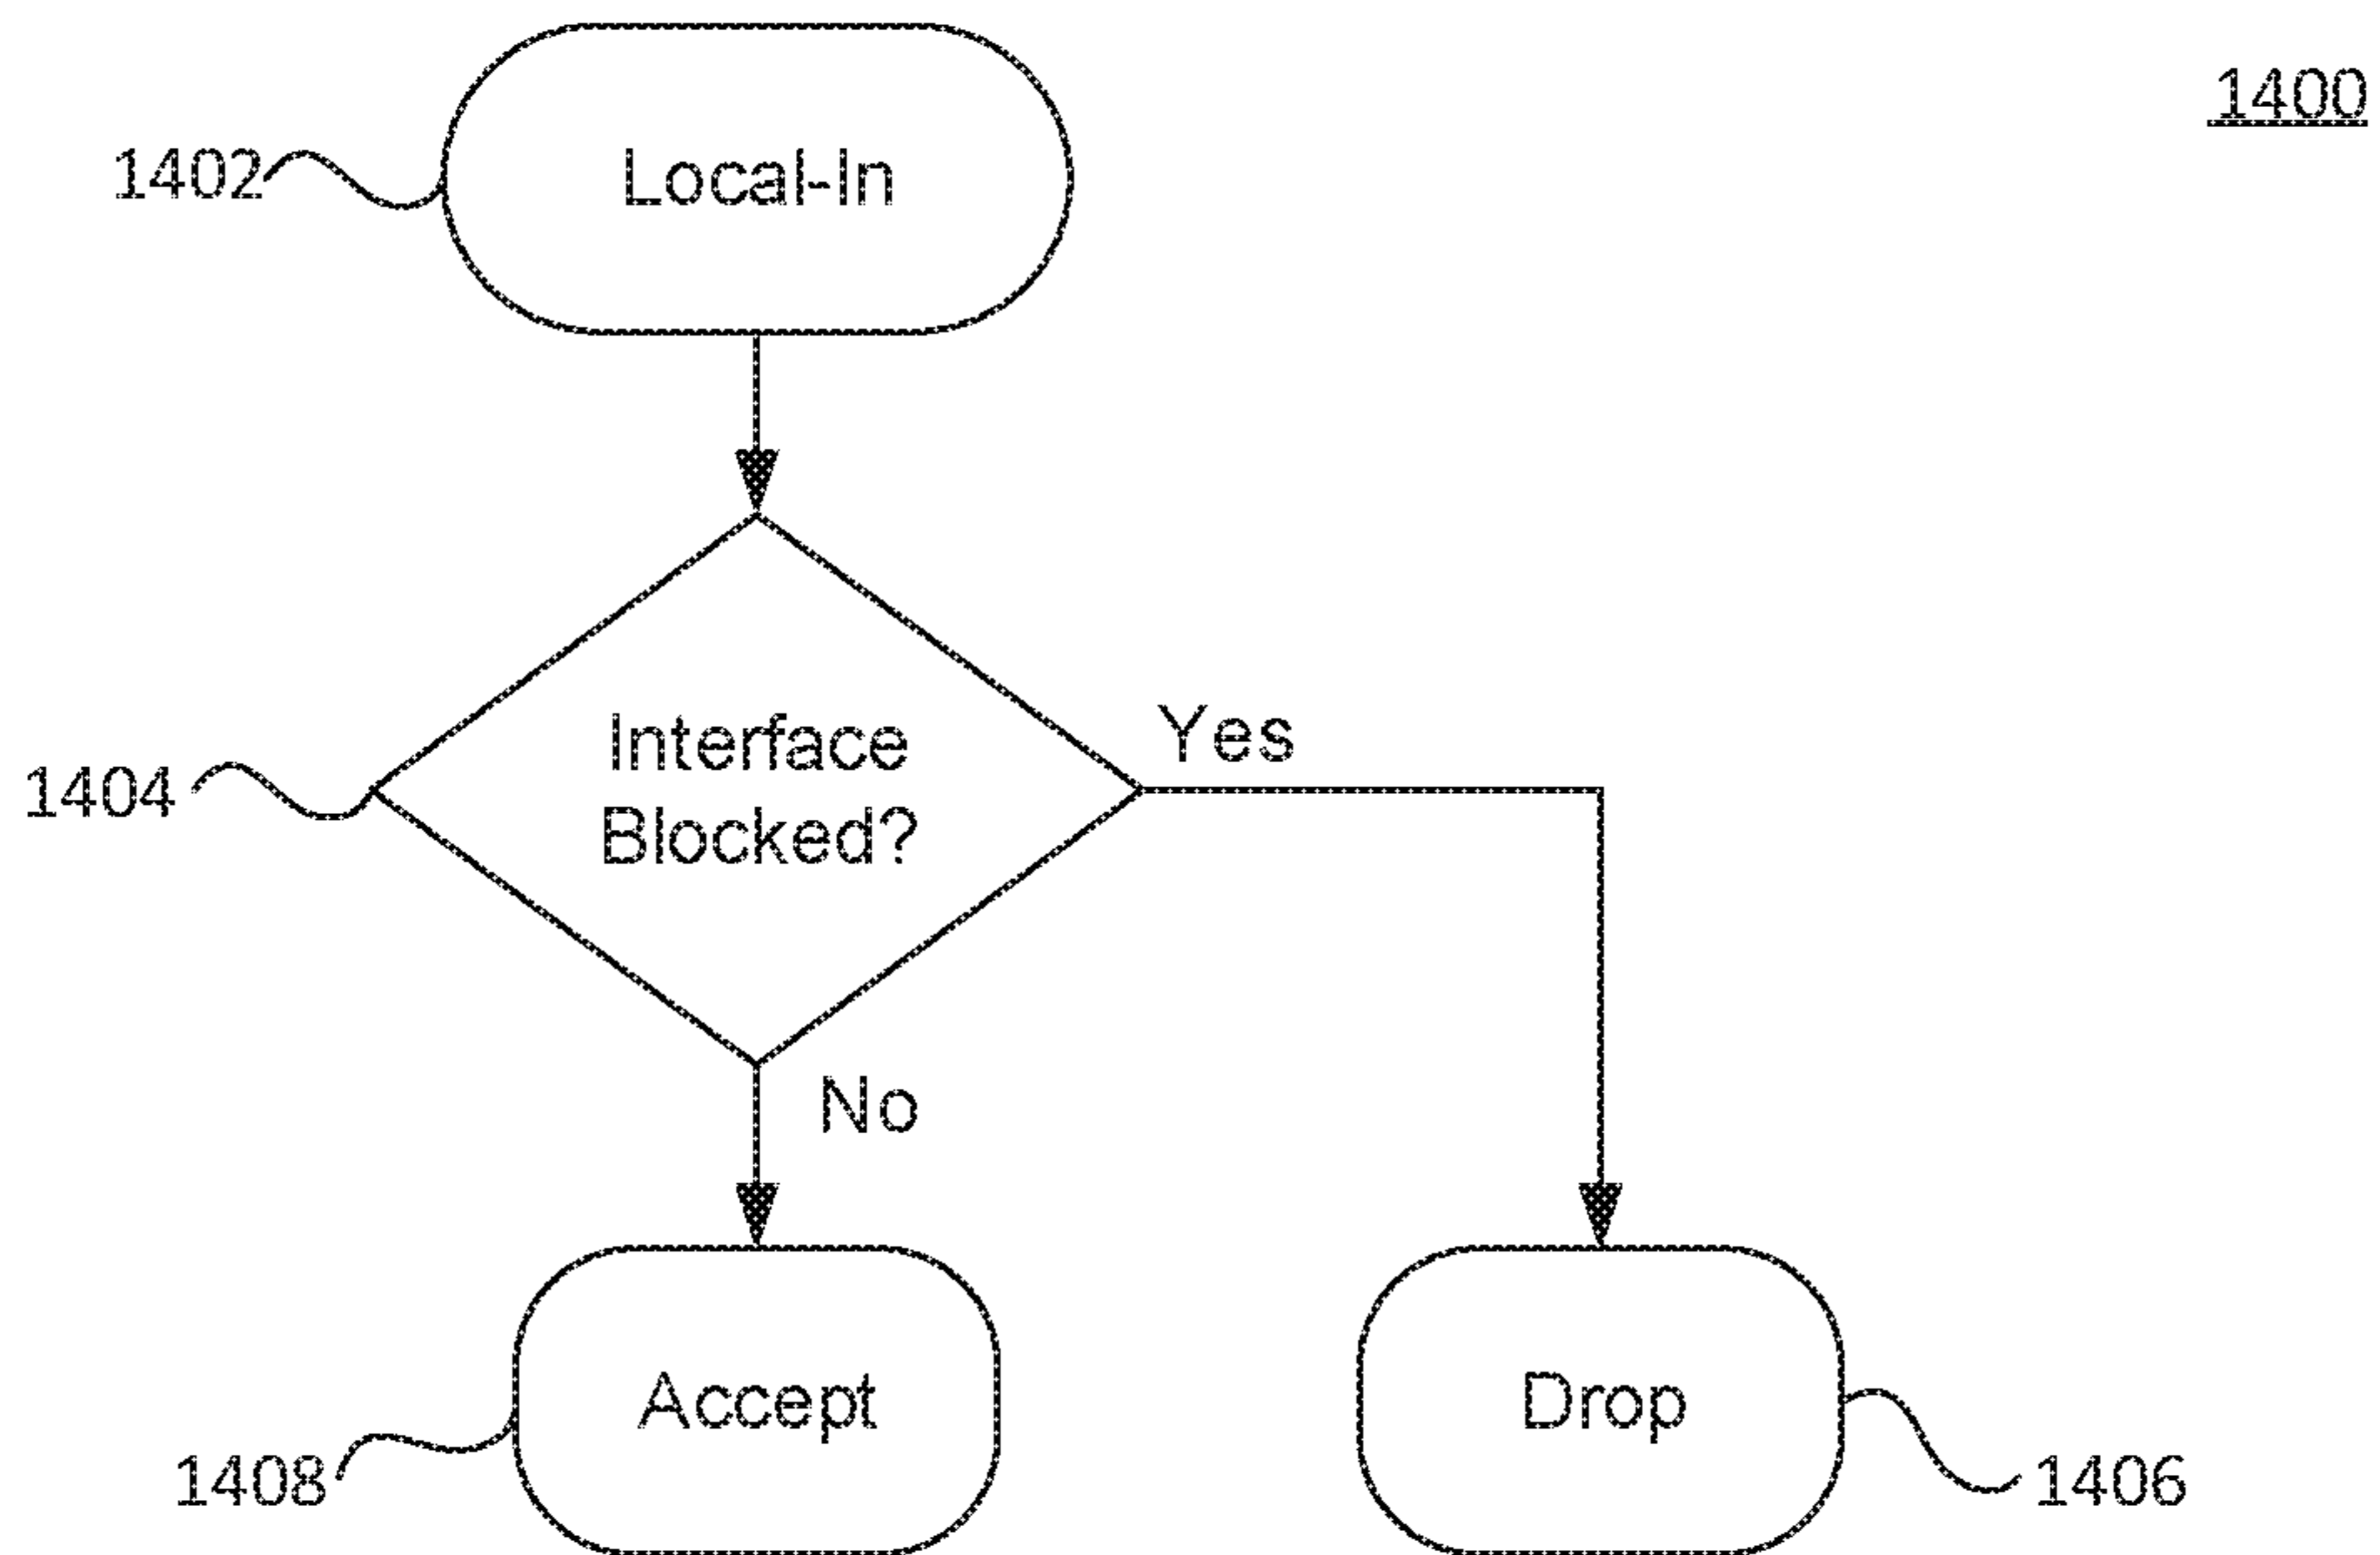 1400
1402
Local-In
1404
Interface
Blocked?
Yes
No
Accept
Drop
1408
1406